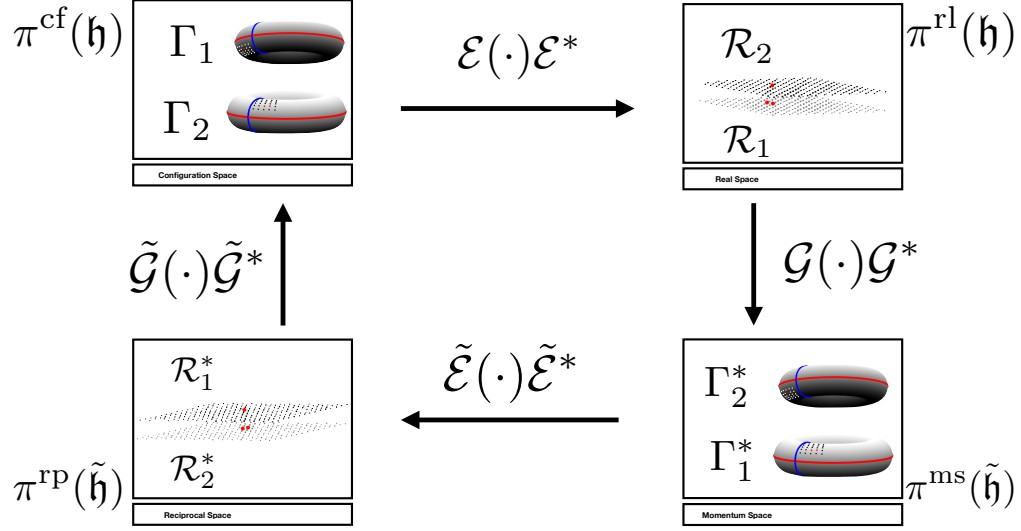 π^cf(𝔥)
Γ₁
Γ₂
Configuration Space
ℰ(·)ℰ*
ℛ₂
ℛ₁
Real Space
π^rl(𝔥)
𝒢̃(·)𝒢̃*
𝒢(·)𝒢*
ℛ₁*
ℛ₂*
Reciprocal Space
π^rp(𝔥̃)
ℰ̃(·)ℰ̃*
Γ₂*
Γ₁*
Momentum Space
π^ms(𝔥̃)